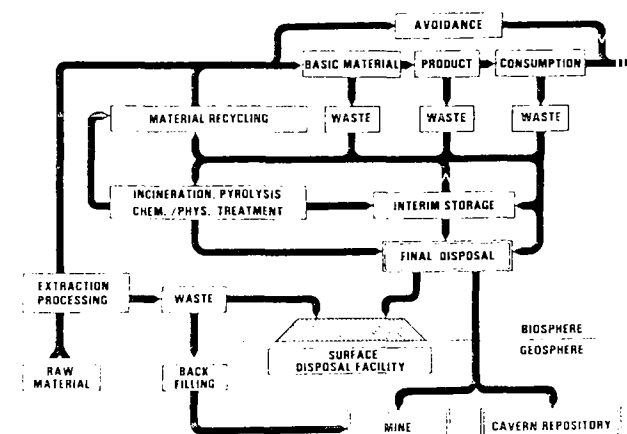 AVOIDANCE
BASIC MATERIAL
PRODUCT
CONSUMPTION
MATERIAL RECYCLING
WASTE
WASTE
WASTE
INCINERATION, PYROLYSIS
CHEM./PHYS. TREATMENT
INTERIM STORAGE
FINAL DISPOSAL
EXTRACTION
PROCESSING
WASTE
BIOSPHERE
GEOSPHERE
SURFACE
DISPOSAL FACILITY
RAW
MATERIAL
BACK
FILLING
MINE
CAVERN REPOSITORY